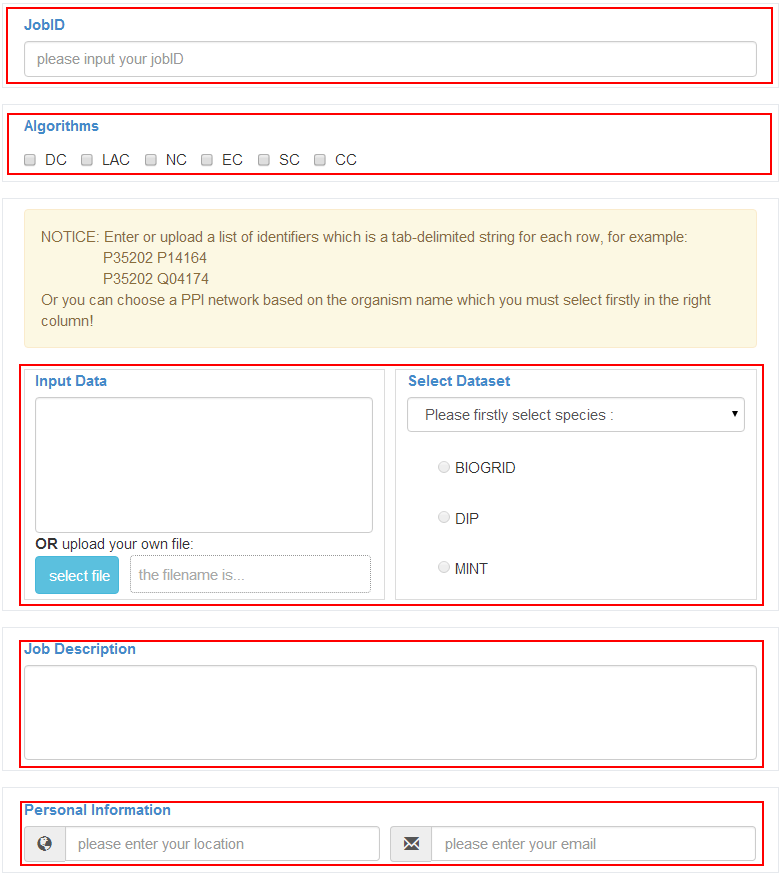 JobID
please input your jobID
Algorithms
DC LAC NC EC SC CC
NOTICE: Enter or upload a list of identifiers which is a tab-delimited string for each row, for example:
P35202 P14164
P35202 Q04174
Or you can choose a PPI network based on the organism name which you must select firstly in the right
column!
Input Data
OR upload your own file:
select file the filename is...
Select Dataset
Please firstly select species :
BIOGRID
DIP
MINT
Job Description
Personal Information
please enter your location please enter your email